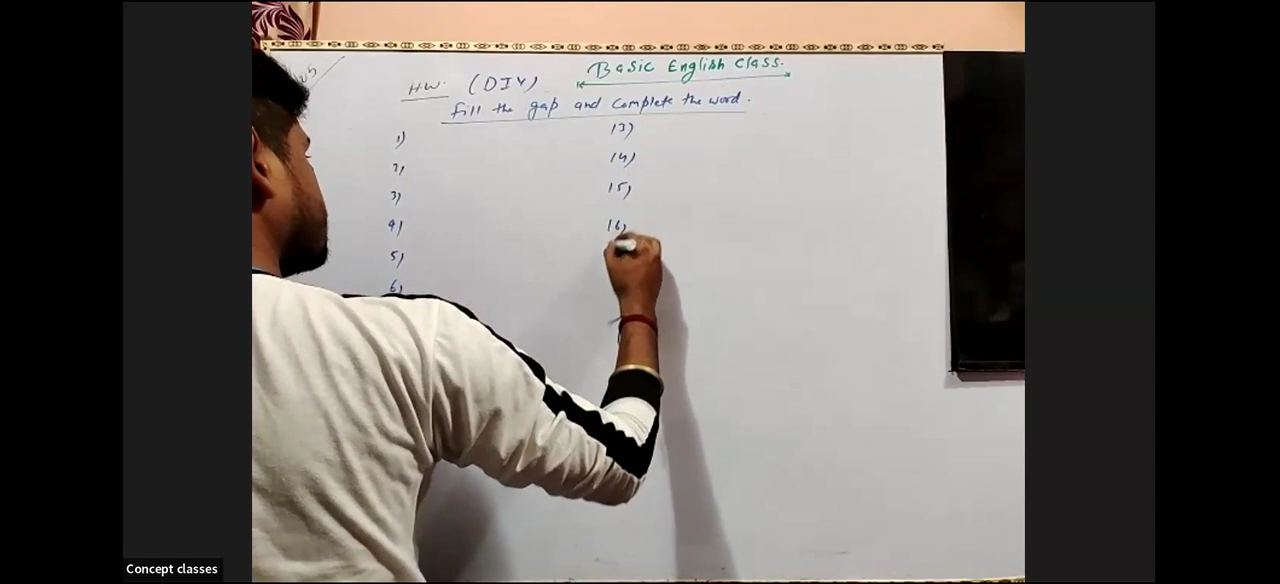 Basic English Class.
H.W. (DIY)
Fill the gap and complete the word.
1)
2)
3)
4)
5)
6)
13)
14)
15)
16)
Concept classes